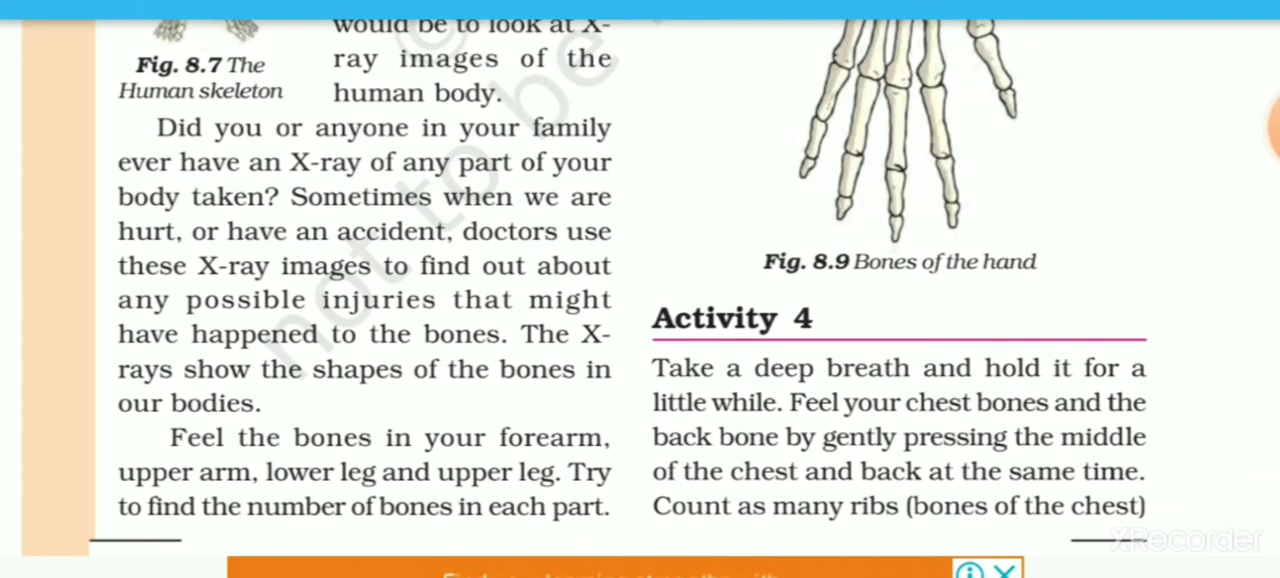 would be to look at X-
ray images of the
human body.
Fig. 8.7 The
Human skeleton
Did you or anyone in your family
ever have an X-ray of any part of your
body taken? Sometimes when we are
hurt, or have an accident, doctors use
these X-ray images to find out about
any possible injuries that might
have happened to the bones. The X-
rays show the shapes of the bones in
our bodies.
Feel the bones in your forearm,
upper arm, lower leg and upper leg. Try
to find the number of bones in each part.
Fig. 8.9 Bones of the hand
Activity 4
Take a deep breath and hold it for a
little while. Feel your chest bones and the
back bone by gently pressing the middle
of the chest and back at the same time.
Count as many ribs (bones of the chest)
not to be
XRecorder